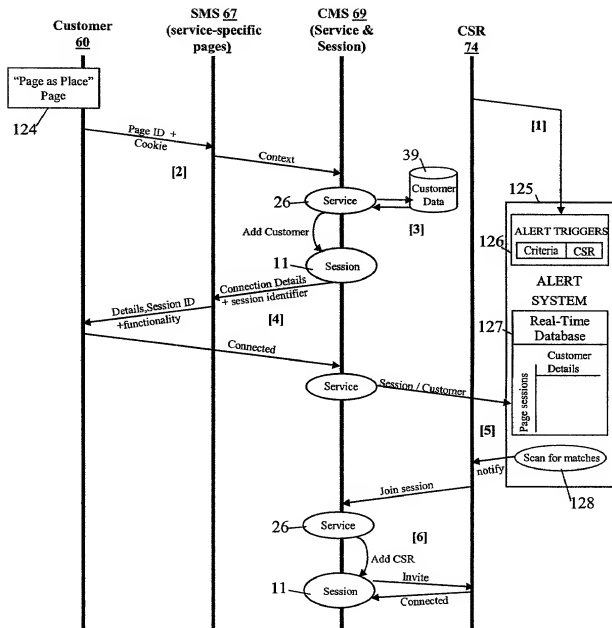 Customer
60
SMS 67
(service-specific
pages)
CMS 69
(Service &
Session)
CSR
74
"Page as Place"
Page
124
Page ID +
Cookie
[2]
Context
[1]
39
Customer
Data
26
Service
[3]
Add Customer
11
Session
Connection Details
+ session identifier
Details,Session ID
+functionality
[4]
Connected
Service
Session / Customer
[5]
125
126
ALERT TRIGGERS
Criteria
CSR
ALERT
SYSTEM
127
Real-Time
Database
Customer
Details
Page sessions
Scan for matches
notify
128
Join session
26
Service
[6]
Add CSR
11
Session
Invite
Connected